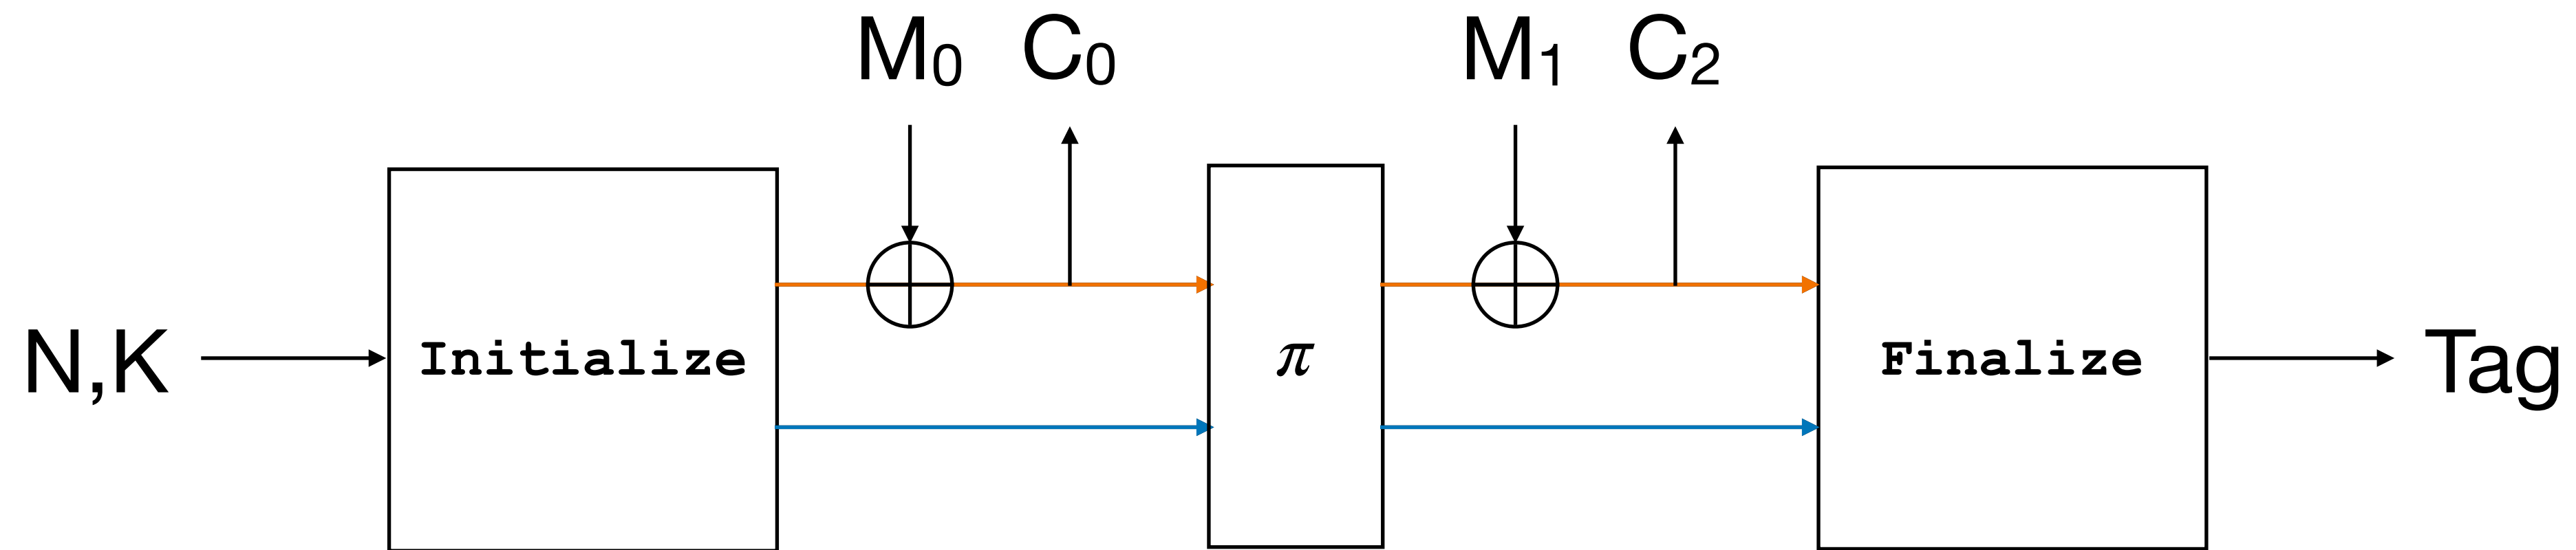 M₀ C₀ M₁ C₂
N,K Initialize π Finalize Tag